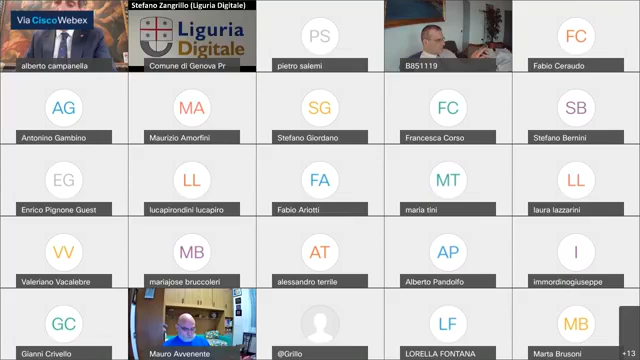 Via Cisco Webex
Stefano Zangrillo (Liguria Digitale)
Liguria
Digitale
PS
FC
alberto campanella
Comune di Genova Pr
pietro salemi
B851119
Fabio Ceraudo
AG
MA
SG
FC
SB
Antonino Gambino
Maurizio Amorfini
Stefano Giordano
Francesca Corso
Stefano Bernini
EG
LL
FA
MT
LL
Enrico Pignone Guest
lucapirondini lucapiro
Fabio Ariotti
maria tini
laura lazzarini
VV
MB
AT
AP
I
Valeriano Vacalebre
mariajose bruccoleri
alessandro terrile
Alberto Pandolfo
immordinogiuseppe
GC
LF
MB
Gianni Crivello
Mauro Avvenente
@Grillo
LORELLA FONTANA
Marta Brusoni
+13